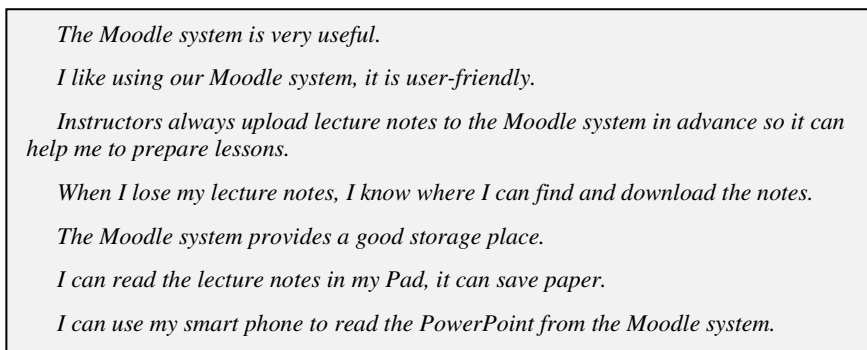 The Moodle system is very useful.
I like using our Moodle system, it is user-friendly.
Instructors always upload lecture notes to the Moodle system in advance so it can
help me to prepare lessons.
When I lose my lecture notes, I know where I can find and download the notes.
The Moodle system provides a good storage place.
I can read the lecture notes in my Pad, it can save paper.
I can use my smart phone to read the PowerPoint from the Moodle system.